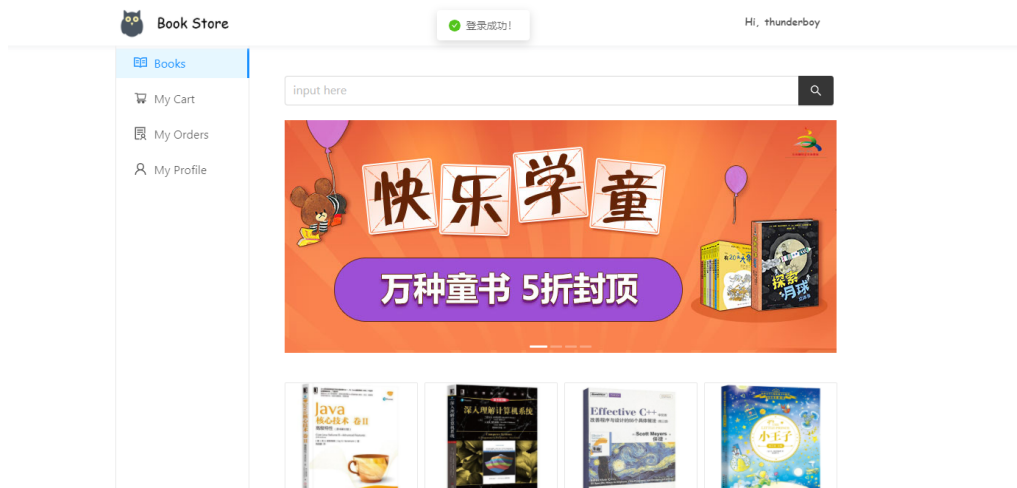 Book Store
登录成功！
Hi, thunderboy
Books
My Cart
My Orders
My Profile
input here
快乐学童
万种童书 5折封顶
探索
月球
Java
核心技术 卷II
深入理解计算机系统
Effective C++
Scott Meyers
小王子